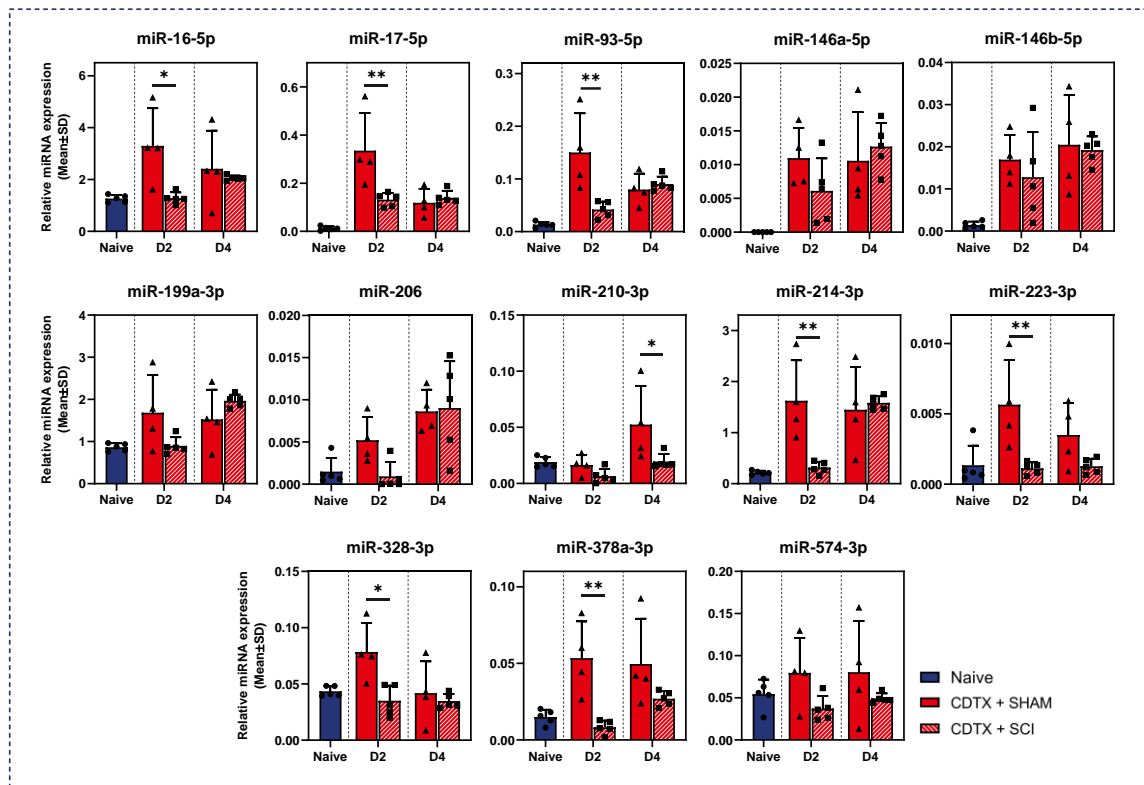 miR-16-5p
miR-17-5p
miR-93-5p
miR-146a-5p
miR-146b-5p
Relative miRNA expression
(Mean±SD)
6
4
2
0
*
Naive
D2
D4
0.6
0.4
0.2
0.0
**
Naive
D2
D4
0.3
0.2
0.1
0.0
**
Naive
D2
D4
0.025
0.020
0.015
0.010
0.005
0.000
Naive
D2
D4
0.04
0.03
0.02
0.01
0.00
Naive
D2
D4
miR-199a-3p
miR-206
miR-210-3p
miR-214-3p
miR-223-3p
Relative miRNA expression
(Mean±SD)
4
3
2
1
0
Naive
D2
D4
0.020
0.015
0.010
0.005
0.000
Naive
D2
D4
0.20
0.15
0.10
0.05
0.00
*
Naive
D2
D4
3
2
1
0
**
Naive
D2
D4
0.010
0.005
0.000
**
Naive
D2
D4
miR-328-3p
miR-378a-3p
miR-574-3p
Relative miRNA expression
(Mean±SD)
0.15
0.10
0.05
0.00
*
Naive
D2
D4
0.10
0.05
0.00
**
Naive
D2
D4
0.20
0.15
0.10
0.05
0.00
Naive
D2
D4
Naive
CDTX + SHAM
CDTX + SCI